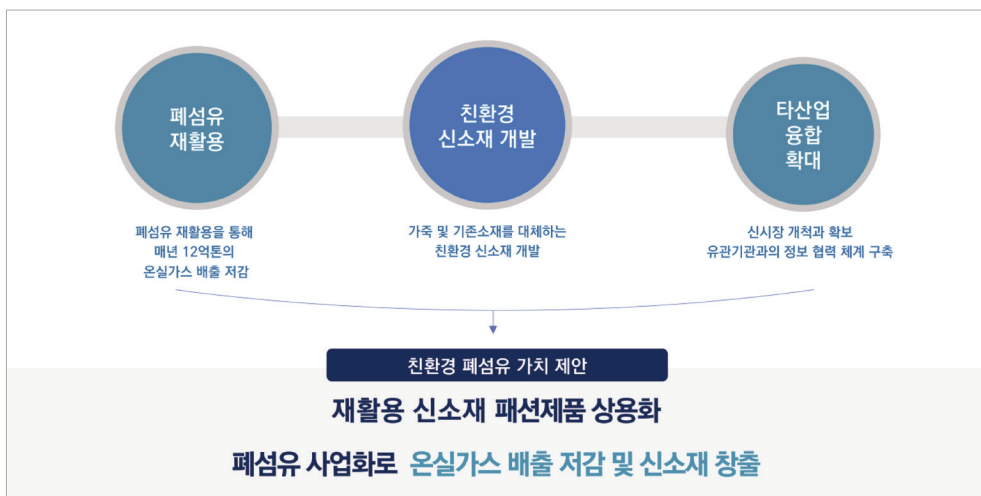 폐섬유
재활용
친환경
신소재 개발
타산업
융합
확대
폐섬유 재활용을 통해
매년 12억톤의
온실가스 배출 저감
가죽 및 기존소재를 대체하는
친환경 신소재 개발
신시장 개척과 확보
유관기관과의 정보 협력 체계 구축
친환경 폐섬유 가치 제안
재활용 신소재 패션제품 상용화
폐섬유 사업화로 온실가스 배출 저감 및 신소재 창출